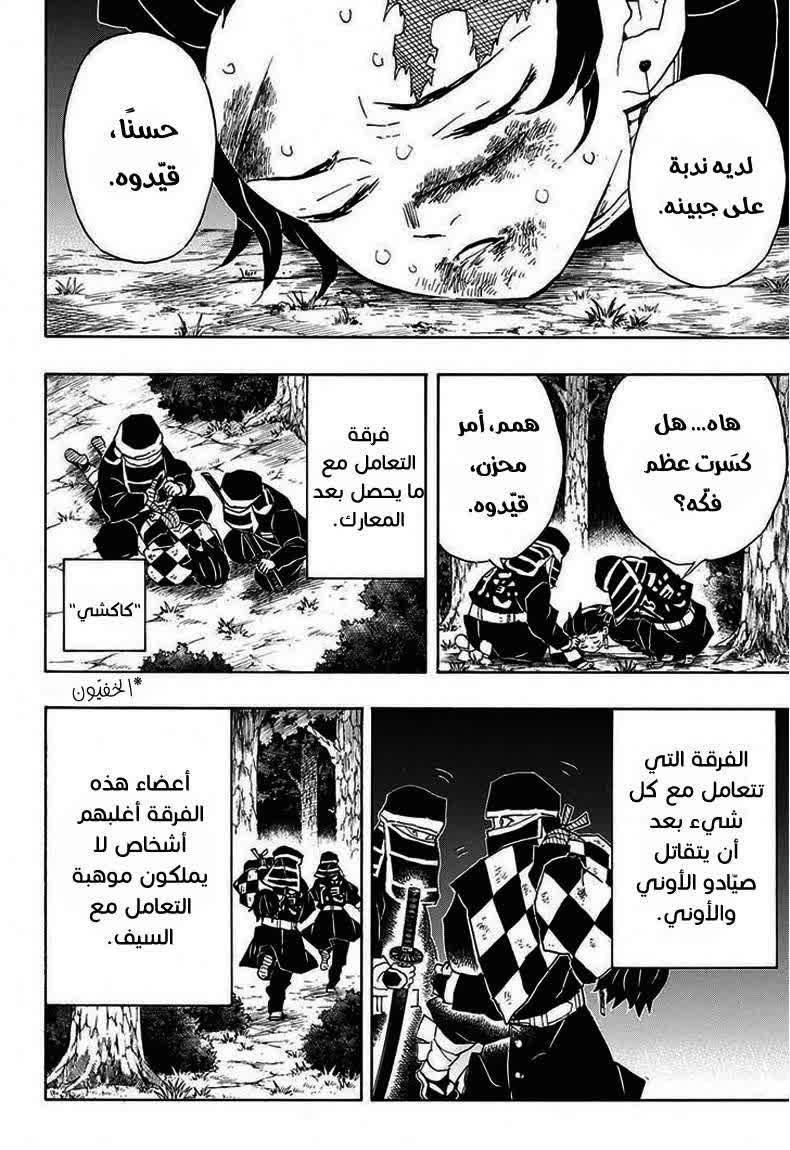 لديه ندبة
على جبينه.
حسنًا،
قيّدوه.
هاه... هل
كسَرت عظم
فكّه؟
همم، أمر
محزن،
قيّدوه.
فرقة
التعامل مع
ما يحصل بعد
المعارك.
"كاكشي"
*الخفيّون
الفرقة التي
تتعامل مع كل
شيء بعد
أن يتقاتل
صيّادو الأوني
والأوني.
أعضاء هذه
الفرقة أغلبهم
أشخاص لا
يملكون موهبة
التعامل مع
السيف.